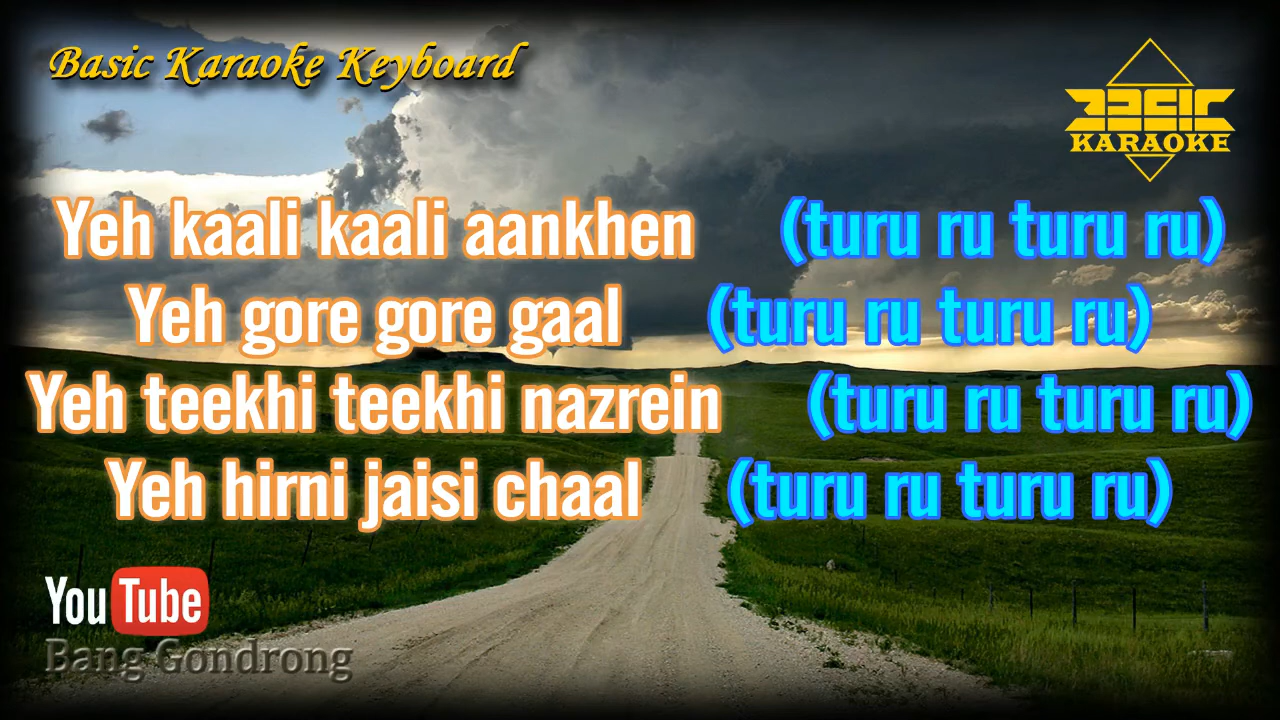 Basic Karaoke Keyboard
BASIC
KARAOKE
Yeh kaali kaali aankhen (turu ru turu ru)
Yeh gore gore gaal (turu ru turu ru)
Yeh teekhi teekhi nazrein (turu ru turu ru)
Yeh hirni jaisi chaal (turu ru turu ru)
YouTube
Bang Gondrong